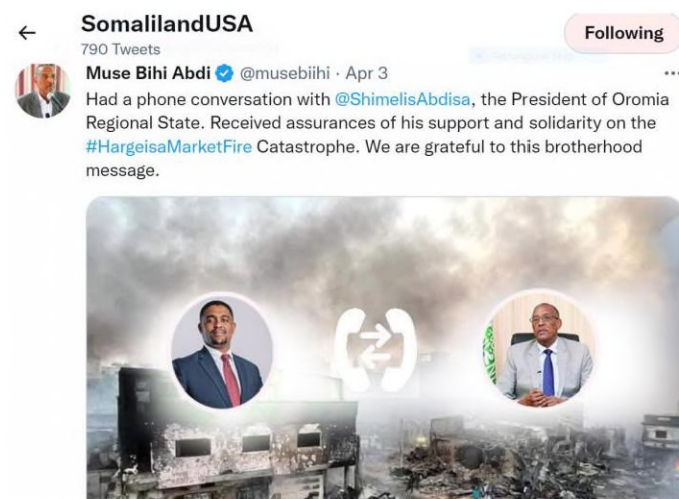 SomalilandUSA
790 Tweets
Following
Muse Bihi Abdi @musebiihi · Apr 3
Had a phone conversation with @ShimelisAbdisa, the President of Oromia
Regional State. Received assurances of his support and solidarity on the
#HargeisaMarketFire Catastrophe. We are grateful to this brotherhood
message.